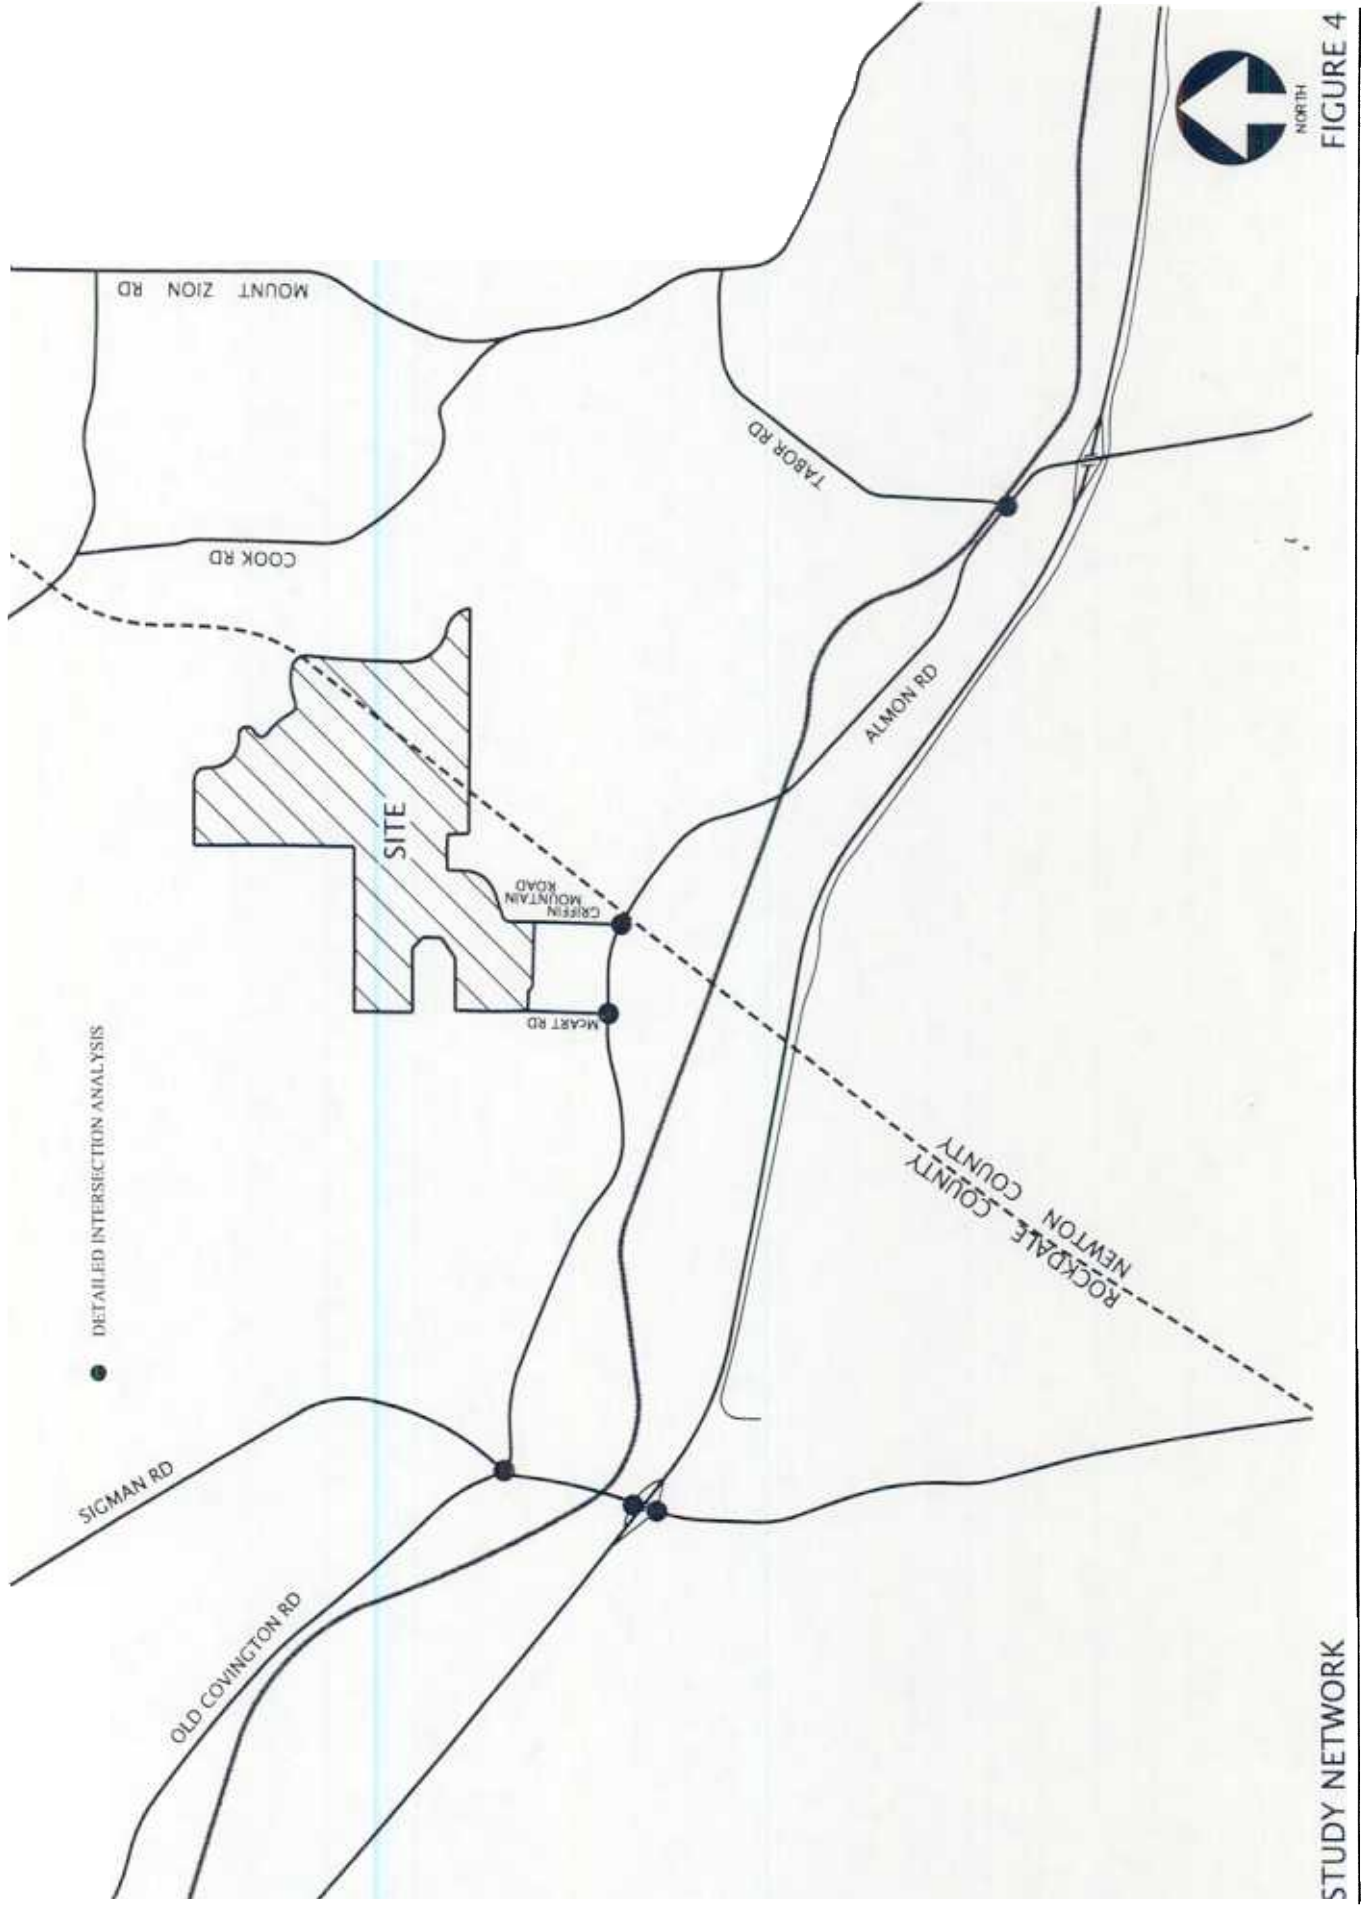 DETAILED INTERSECTION ANALYSIS
SIGMAN RD
OLD COVINGTON RD
MOUNT ZION RD
COOK RD
SITE
GRIFFIN
MOUNTAIN
ROAD
McART RD
TABOR RD
ALMON RD
ROCKDALE COUNTY
NEWTON COUNTY
NORTH
STUDY NETWORK
FIGURE 4